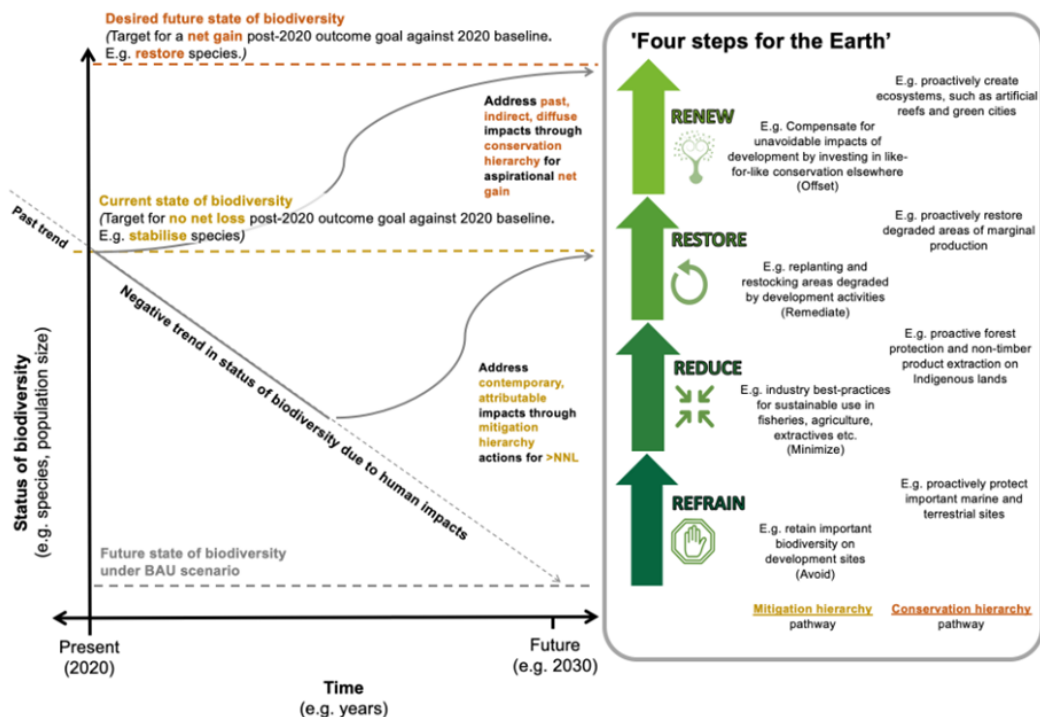 Desired future state of biodiversity
(Target for a net gain post-2020 outcome goal against 2020 baseline.
E.g. restore species.)
Address past,
indirect, diffuse
impacts through
conservation
hierarchy for
aspirational net
gain
Current state of biodiversity
(Target for no net loss post-2020 outcome goal against 2020 baseline.
E.g. stabilise species)
Past trend
Negative trend in status of biodiversity due to human impacts
Address
contemporary,
attributable
impacts through
mitigation
hierarchy
actions for >NNL
Future state of biodiversity
under BAU scenario
Status of biodiversity
(e.g. species, population size)
Present
(2020)
Future
(e.g. 2030)
Time
(e.g. years)
'Four steps for the Earth’
RENEW
E.g. Compensate for
unavoidable impacts of
development by investing in like-
for-like conservation elsewhere
(Offset)
E.g. proactively create
ecosystems, such as artificial
reefs and green cities
RESTORE
E.g. replanting and
restocking areas degraded
by development activities
(Remediate)
E.g. proactively restore
degraded areas of marginal
production
REDUCE
E.g. industry best-practices
for sustainable use in
fisheries, agriculture,
extractives etc.
(Minimize)
E.g. proactive forest
protection and non-timber
product extraction on
Indigenous lands
REFRAIN
E.g. retain important
biodiversity on
development sites
(Avoid)
E.g. proactively protect
important marine and
terrestrial sites
Mitigation hierarchy
pathway
Conservation hierarchy
pathway